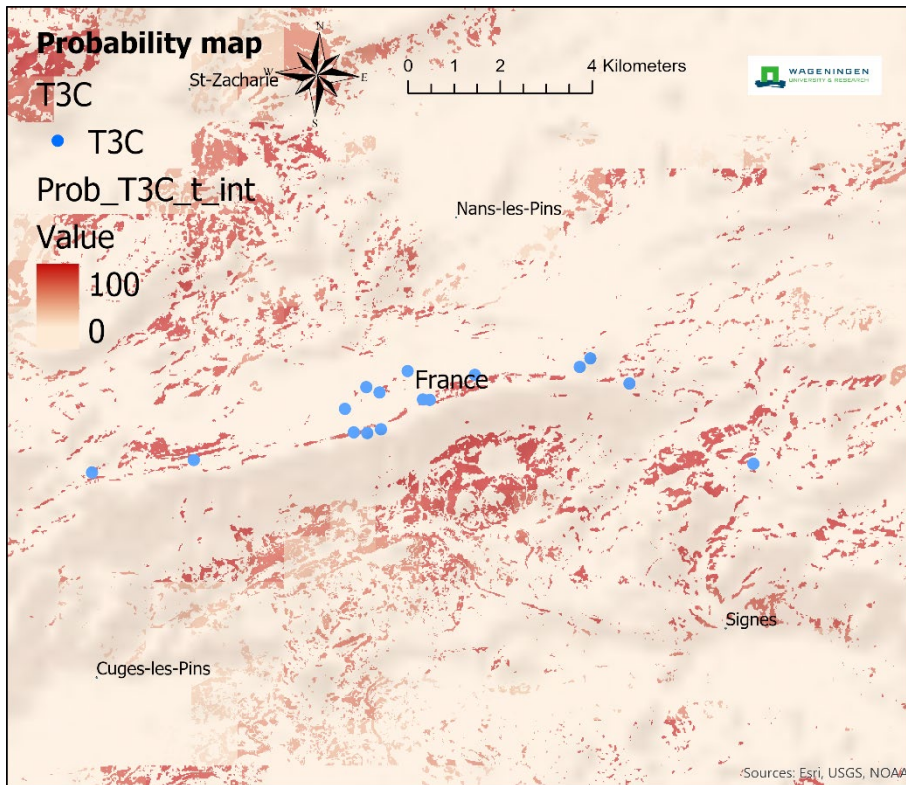 Probability map
T3C
T3C
Prob_T3C_t_int
Value
100
0
N
W
E
S
0 1 2 4 Kilometers
WAGENINGEN
UNIVERSITY & RESEARCH
St-Zacharie
Nans-les-Pins
France
Signes
Cuges-les-Pins
Sources: Esri, USGS, NOAA